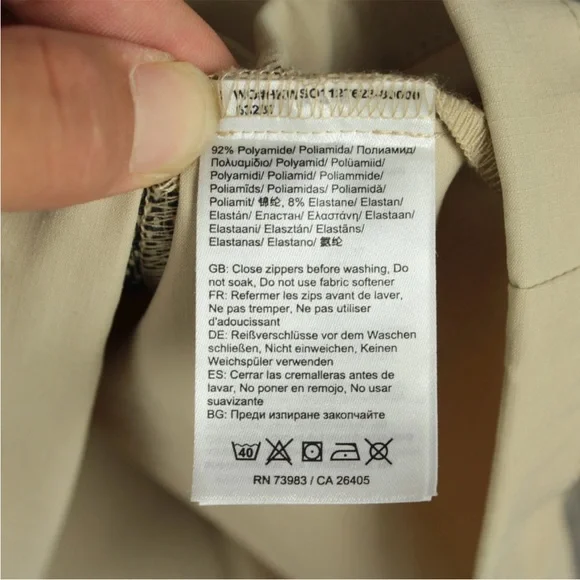 92% Polyamide/ Poliamida/ Полиамид/
Полυαμιδιο/ Polyamid/ Polüamiid/
Polyamidi/ Poliamid/ Poliammide/
Poliamīds/ Poliamidas/ Poliamidă/
Poliamit/ 锦纶, 8% Elastane/ Elastan/
Elastán/ Еластан/ Ελαστάνη/ Elastaan/
Elastaani/ Elasztán/ Elastāns/
Elastanas/ Elastano/ 氨纶
GB: Close zippers before washing, Do
not soak, Do not use fabric softener
FR: Refermer les zips avant de laver,
Ne pas tremper, Ne pas utiliser
d'adoucissant
DE: Reißverschlüsse vor dem Waschen
schließen, Nicht einweichen, Keinen
Weichspüler verwenden
ES: Cerrar las cremalleras antes de
lavar, No poner en remojo, No usar
suavizante
BG: Преди изпиране закопчайте
40
RN 73983 / CA 26405